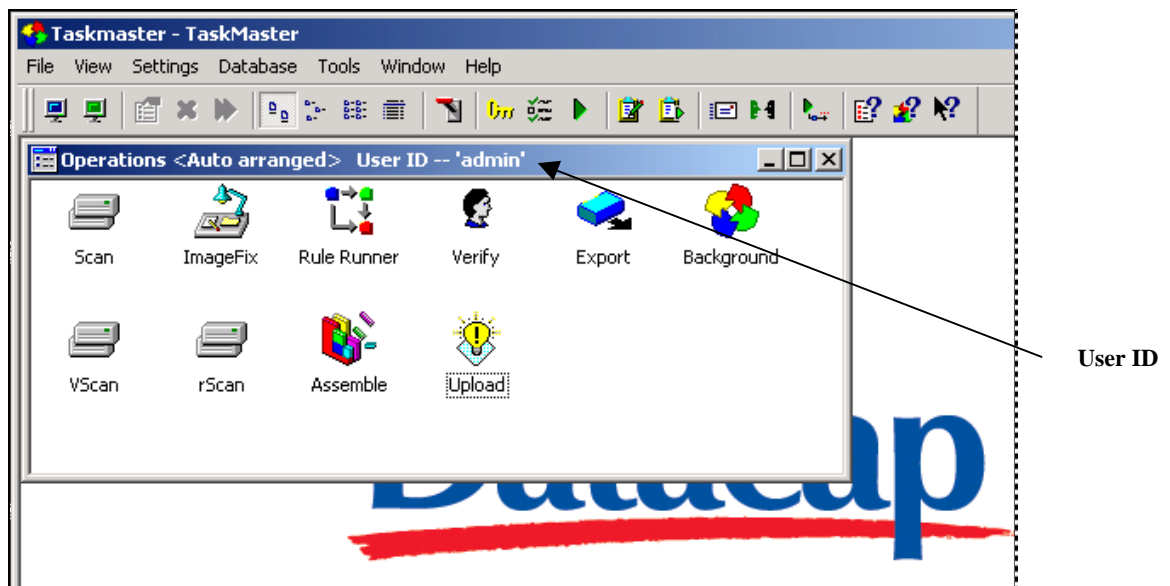 Taskmaster - TaskMaster
File View Settings Database Tools Window Help
Operations <Auto arranged> User ID -- 'admin'
Scan ImageFix Rule Runner Verify Export Background
User ID
VScan rScan Assemble Upload
Datacap